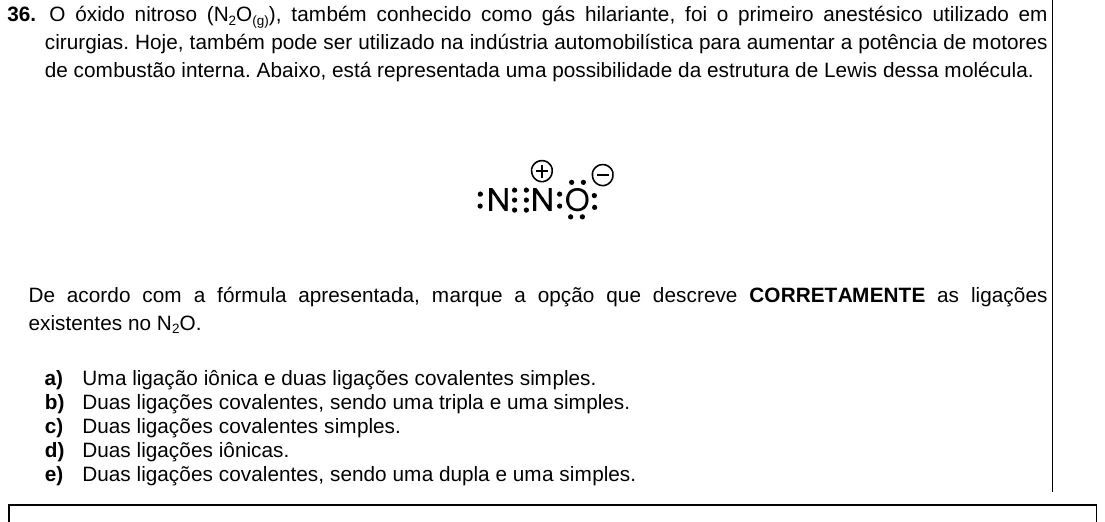 36. O óxido nitroso (N₂O₍g₎), também conhecido como gás hilariante, foi o primeiro anestésico utilizado em
cirurgias. Hoje, também pode ser utilizado na indústria automobilística para aumentar a potência de motores
de combustão interna. Abaixo, está representada uma possibilidade da estrutura de Lewis dessa molécula.
⊕ ⊖
:N⋮⋮N:Ö:
De acordo com a fórmula apresentada, marque a opção que descreve CORRETAMENTE as ligações
existentes no N₂O.
a) Uma ligação iônica e duas ligações covalentes simples.
b) Duas ligações covalentes, sendo uma tripla e uma simples.
c) Duas ligações covalentes simples.
d) Duas ligações iônicas.
e) Duas ligações covalentes, sendo uma dupla e uma simples.